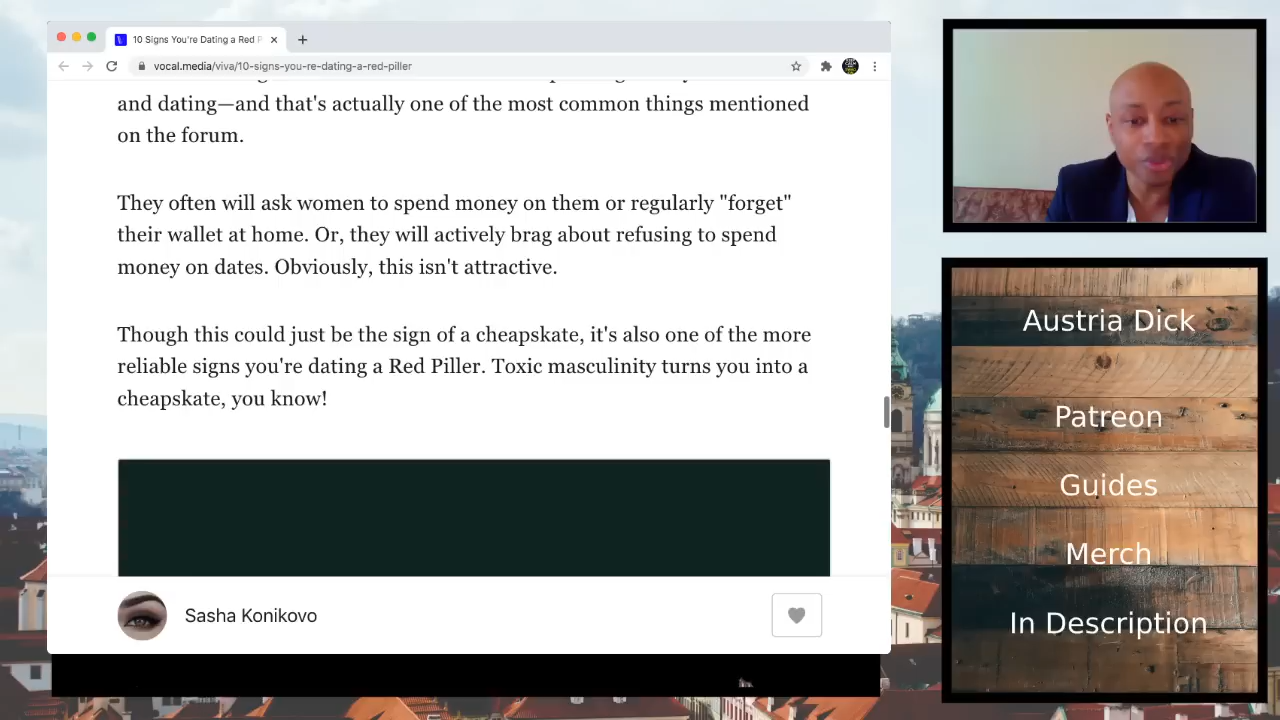 10 Signs You're Dating a Red P
vocal.media/viva/10-signs-you-re-dating-a-red-piller
and dating—and that's actually one of the most common things mentioned
on the forum.
They often will ask women to spend money on them or regularly "forget"
their wallet at home. Or, they will actively brag about refusing to spend
money on dates. Obviously, this isn't attractive.
Though this could just be the sign of a cheapskate, it's also one of the more
reliable signs you're dating a Red Piller. Toxic masculinity turns you into a
cheapskate, you know!
Sasha Konikovo
Austria Dick
Patreon
Guides
Merch
In Description